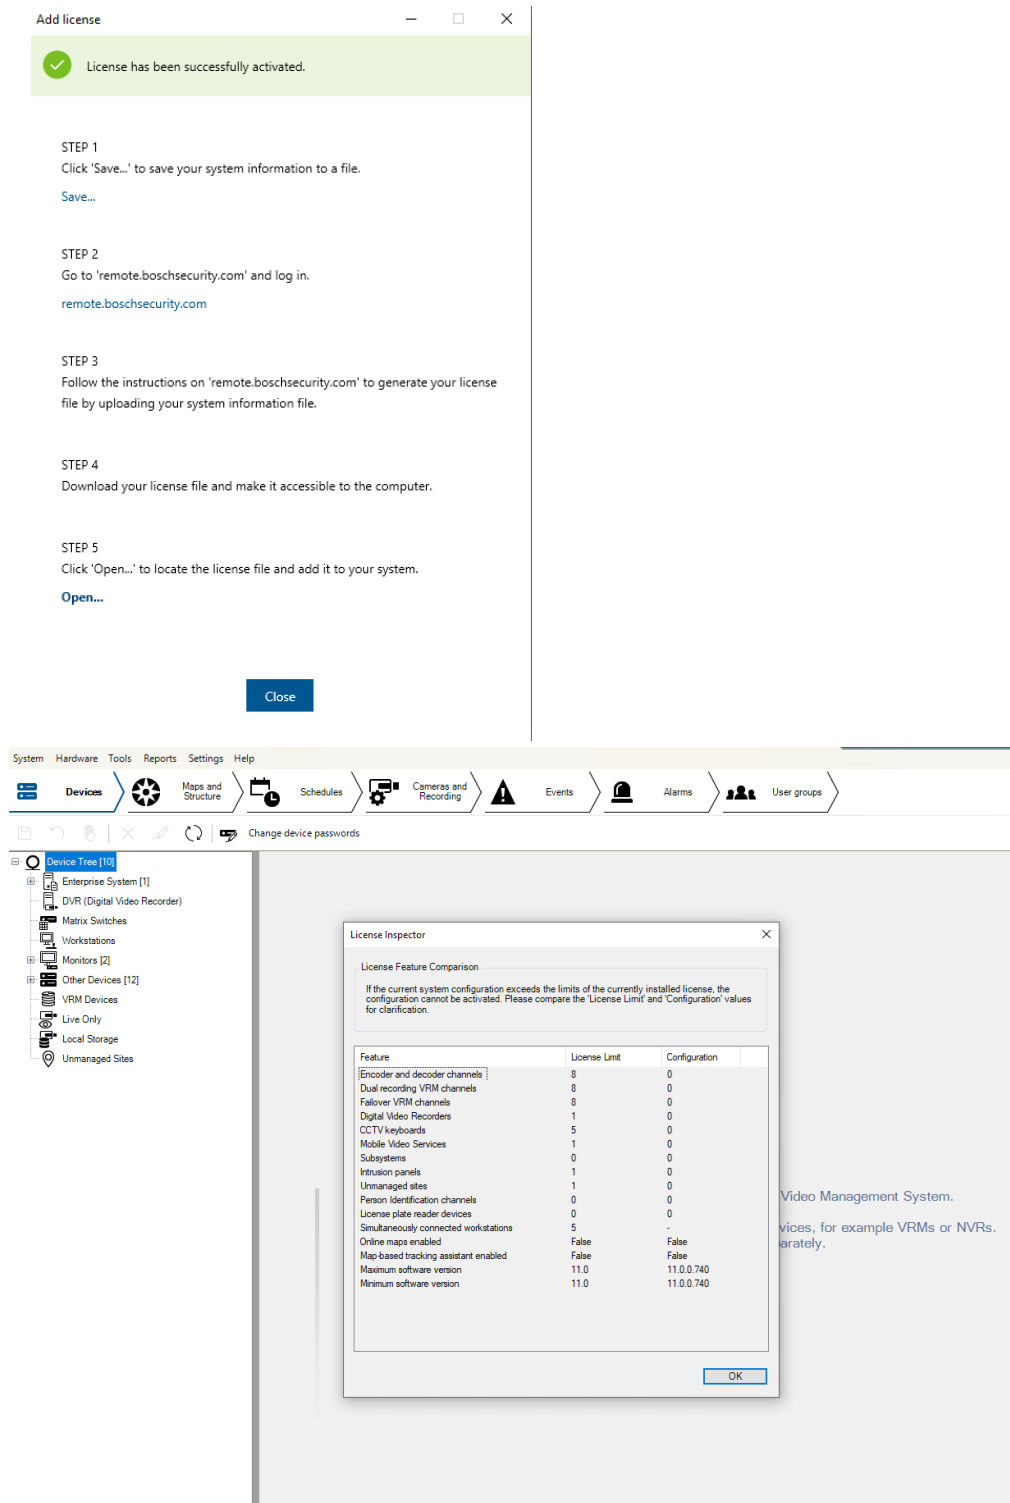 Add license
License has been successfully activated.
STEP 1
Click 'Save...' to save your system information to a file.
Save...
STEP 2
Go to 'remote.boschsecurity.com' and log in.
remote.boschsecurity.com
STEP 3
Follow the instructions on 'remote.boschsecurity.com' to generate your license
file by uploading your system information file.
STEP 4
Download your license file and make it accessible to the computer.
STEP 5
Click 'Open...' to locate the license file and add it to your system.
Open...
Close
System Hardware Tools Reports Settings Help
Devices
Maps and
Structure
Schedules
Cameras and
Recording
Events
Alarms
User groups
Change device passwords
Device Tree [10]
Enterprise System [1]
DVR (Digital Video Recorder)
Matrix Switches
Workstations
Monitors [2]
Other Devices [12]
VRM Devices
Live Only
Local Storage
Unmanaged Sites
License Inspector
License Feature Comparison
If the current system configuration exceeds the limits of the currently installed license, the
configuration cannot be activated. Please compare the 'License Limit' and 'Configuration' values
for clarification.
Feature License Limit Configuration
Encoder and decoder channels 8 0
Dual recording VRM channels 8 0
Failover VRM channels 8 0
Digital Video Recorders 1 0
CCTV keyboards 5 0
Mobile Video Services 1 0
Subsystems 0 0
Intrusion panels 1 0
Unmanaged sites 1 0
Person Identification channels 0 0
License plate reader devices 0 0
Simultaneously connected workstations 5 -
Online maps enabled False False
Map-based tracking assistant enabled False False
Maximum software version 11.0 11.0.0.740
Minimum software version 11.0 11.0.0.740
OK
Video Management System.
vices, for example VRMs or NVRs.
arately.